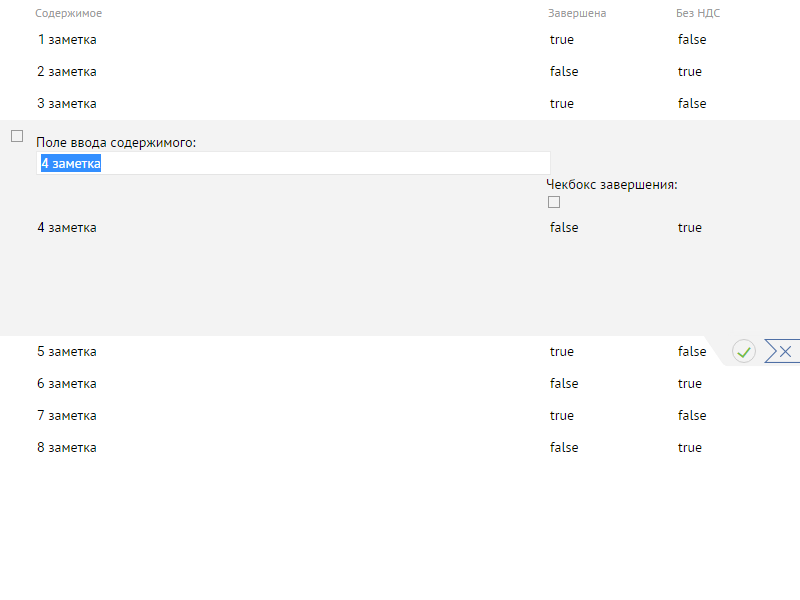 Содержимое Завершена Без НДС
1 заметка true false
2 заметка false true
3 заметка true false
Поле ввода содержимого:
4 заметка
Чекбокс завершения:
4 заметка false true
5 заметка true false
6 заметка false true
7 заметка true false
8 заметка false true